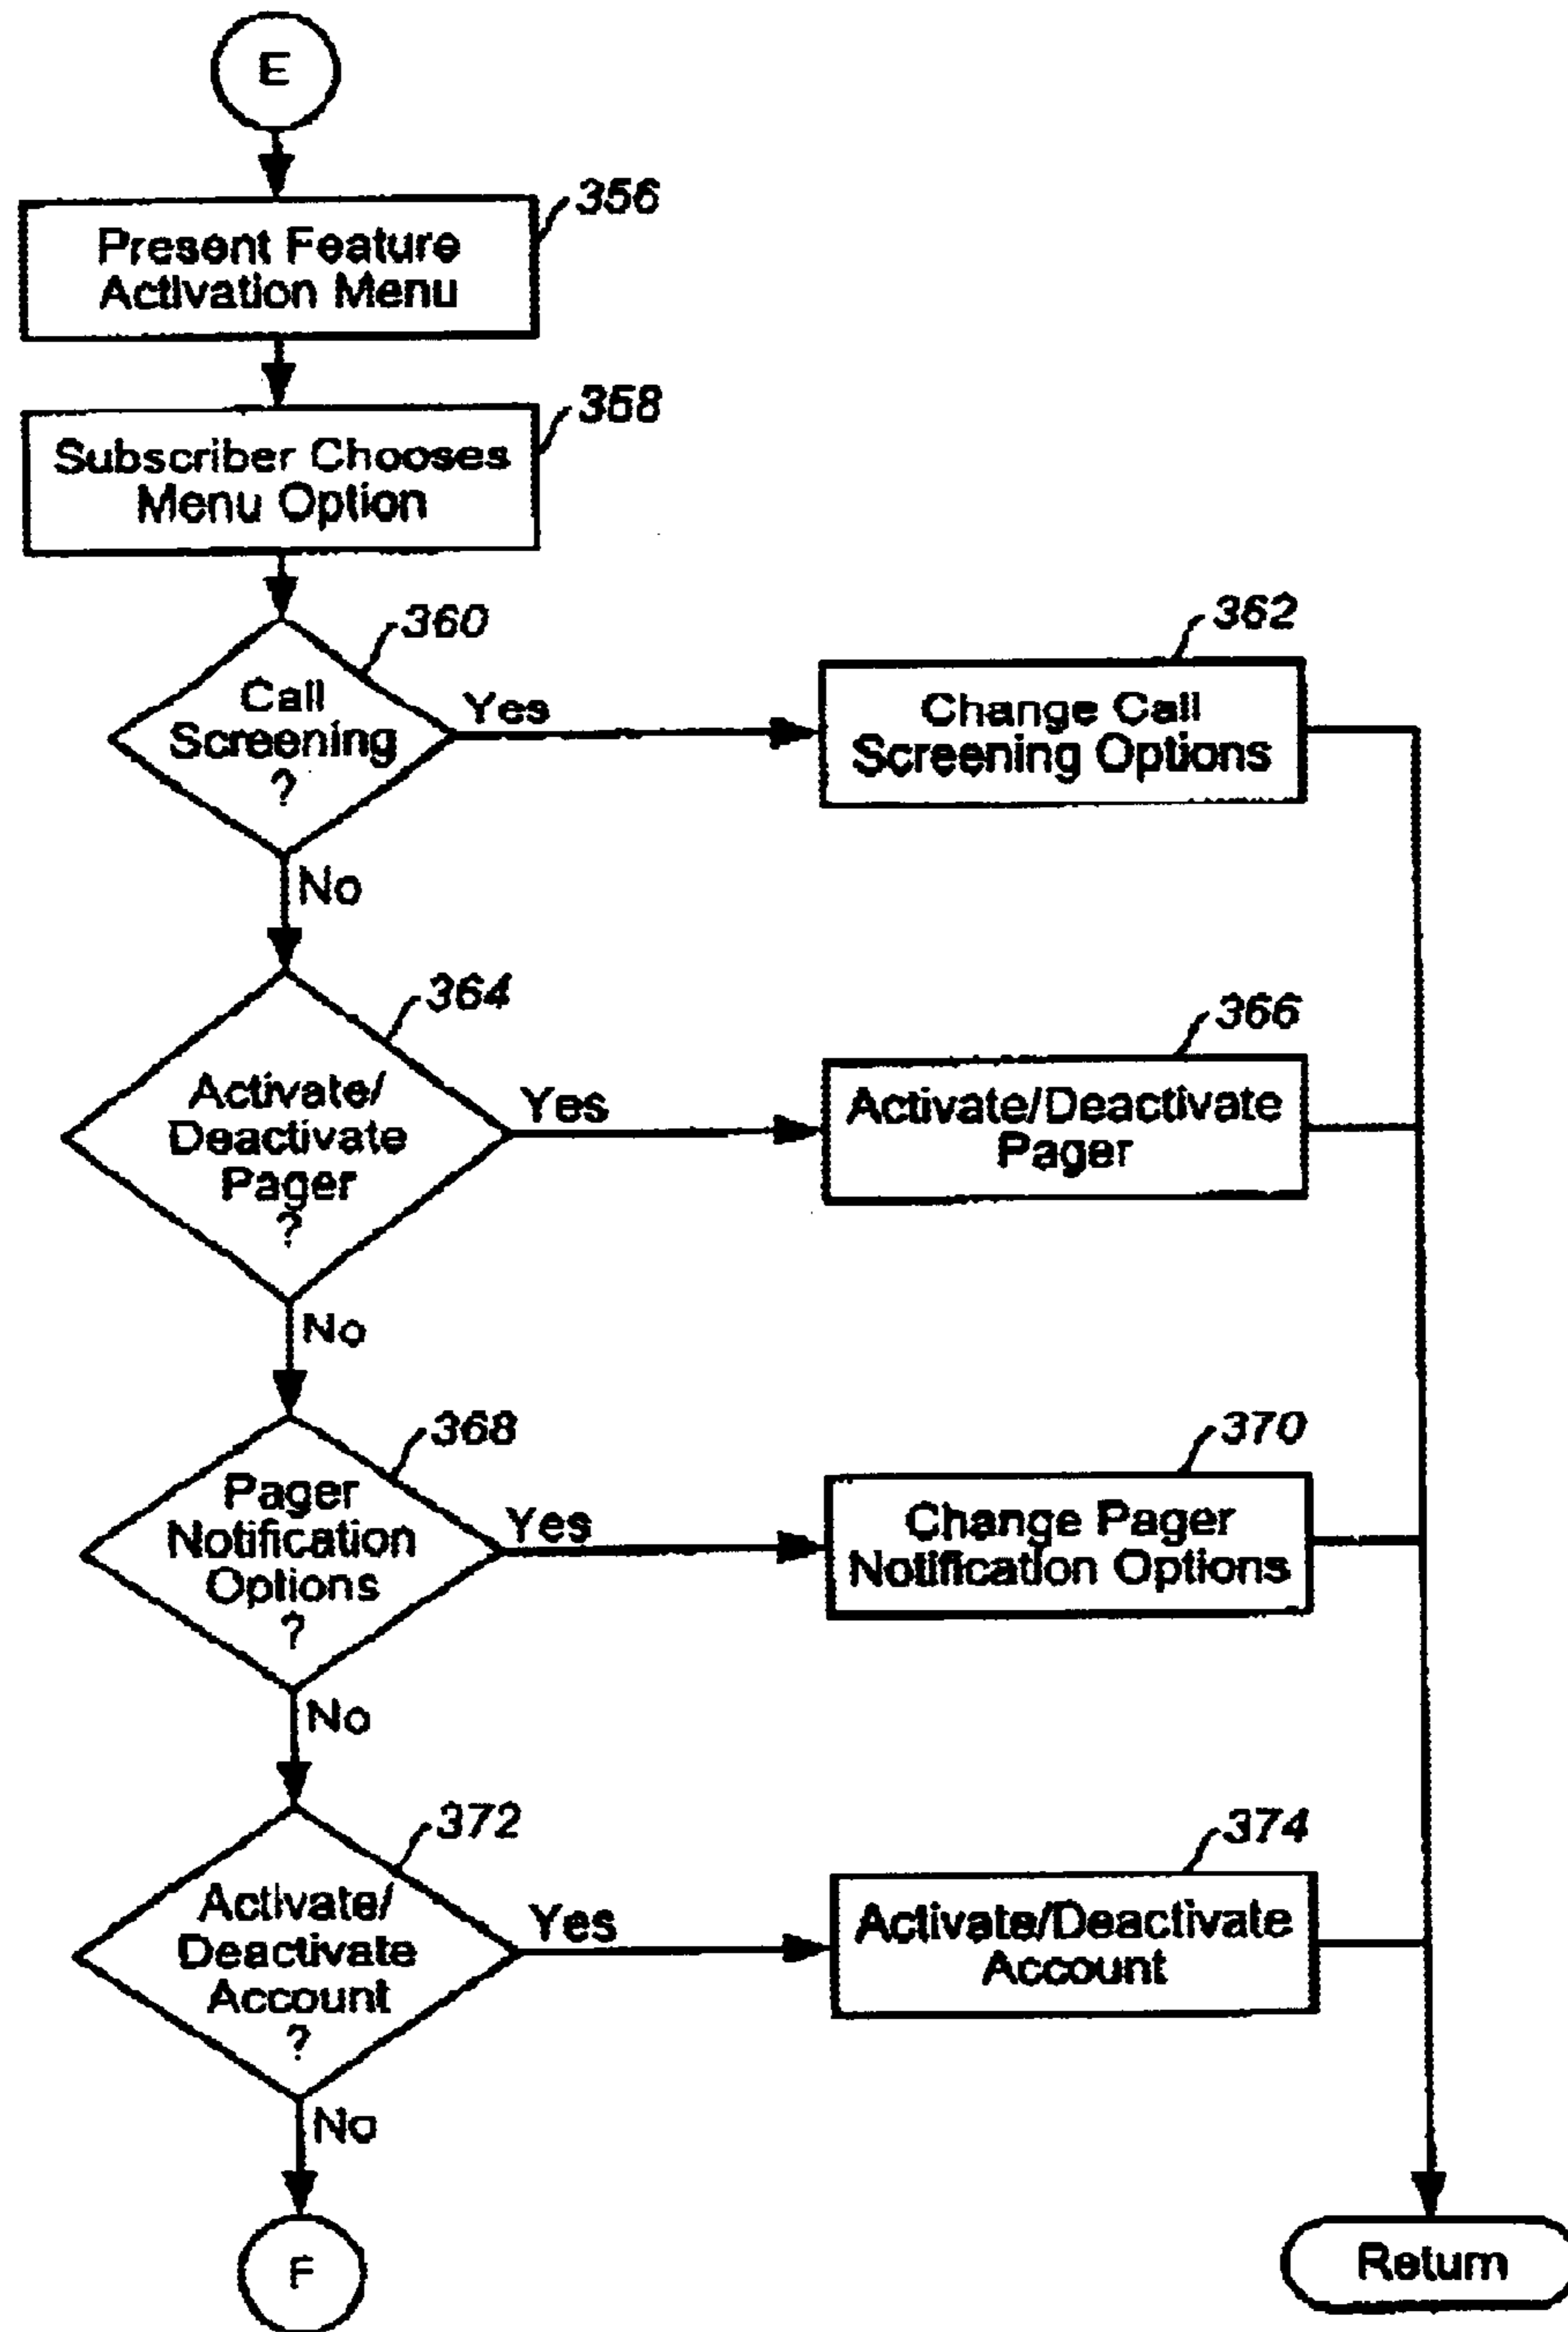 E
356
Present Feature
Activation Menu
358
Subscriber Chooses
Menu Option
360
Call
Screening
?
Yes
362
Change Call
Screening Options
No
364
Activate/
Deactivate
Pager
?
Yes
366
Activate/Deactivate
Pager
No
368
Pager
Notification
Options
?
Yes
370
Change Pager
Notification Options
No
372
Activate/
Deactivate
Account
?
Yes
374
Activate/Deactivate
Account
No
F
Return